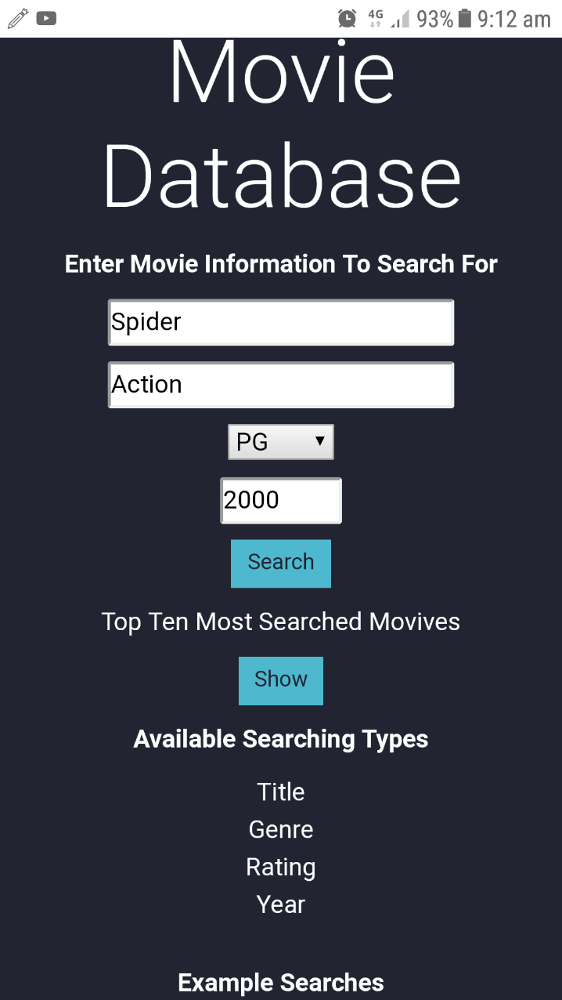 4G 93% 9:12 am
Movie
Database
Enter Movie Information To Search For
Spider
Action
PG
2000
Search
Top Ten Most Searched Movives
Show
Available Searching Types
Title
Genre
Rating
Year
Example Searches